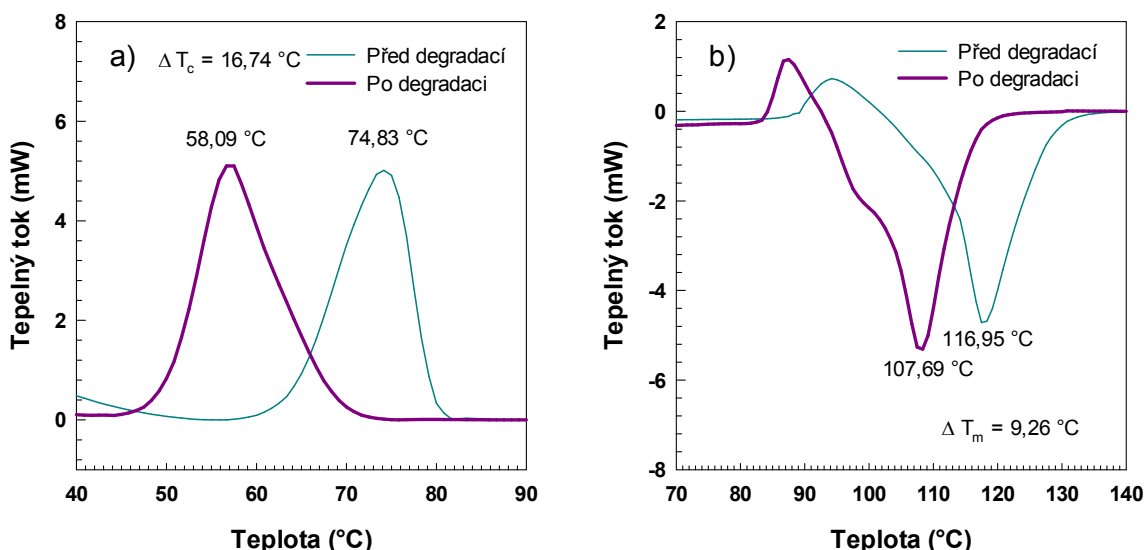 a)
Δ Tc = 16,74 °C
Před degradací
Po degradaci
58,09 °C
74,83 °C
Tepelný tok (mW)
8
6
4
2
0
40
50
60
70
80
90
Teplota (°C)
b)
Před degradací
Po degradaci
116,95 °C
107,69 °C
Δ Tm = 9,26 °C
Tepelný tok (mW)
2
0
-2
-4
-6
-8
70
80
90
100
110
120
130
140
Teplota (°C)